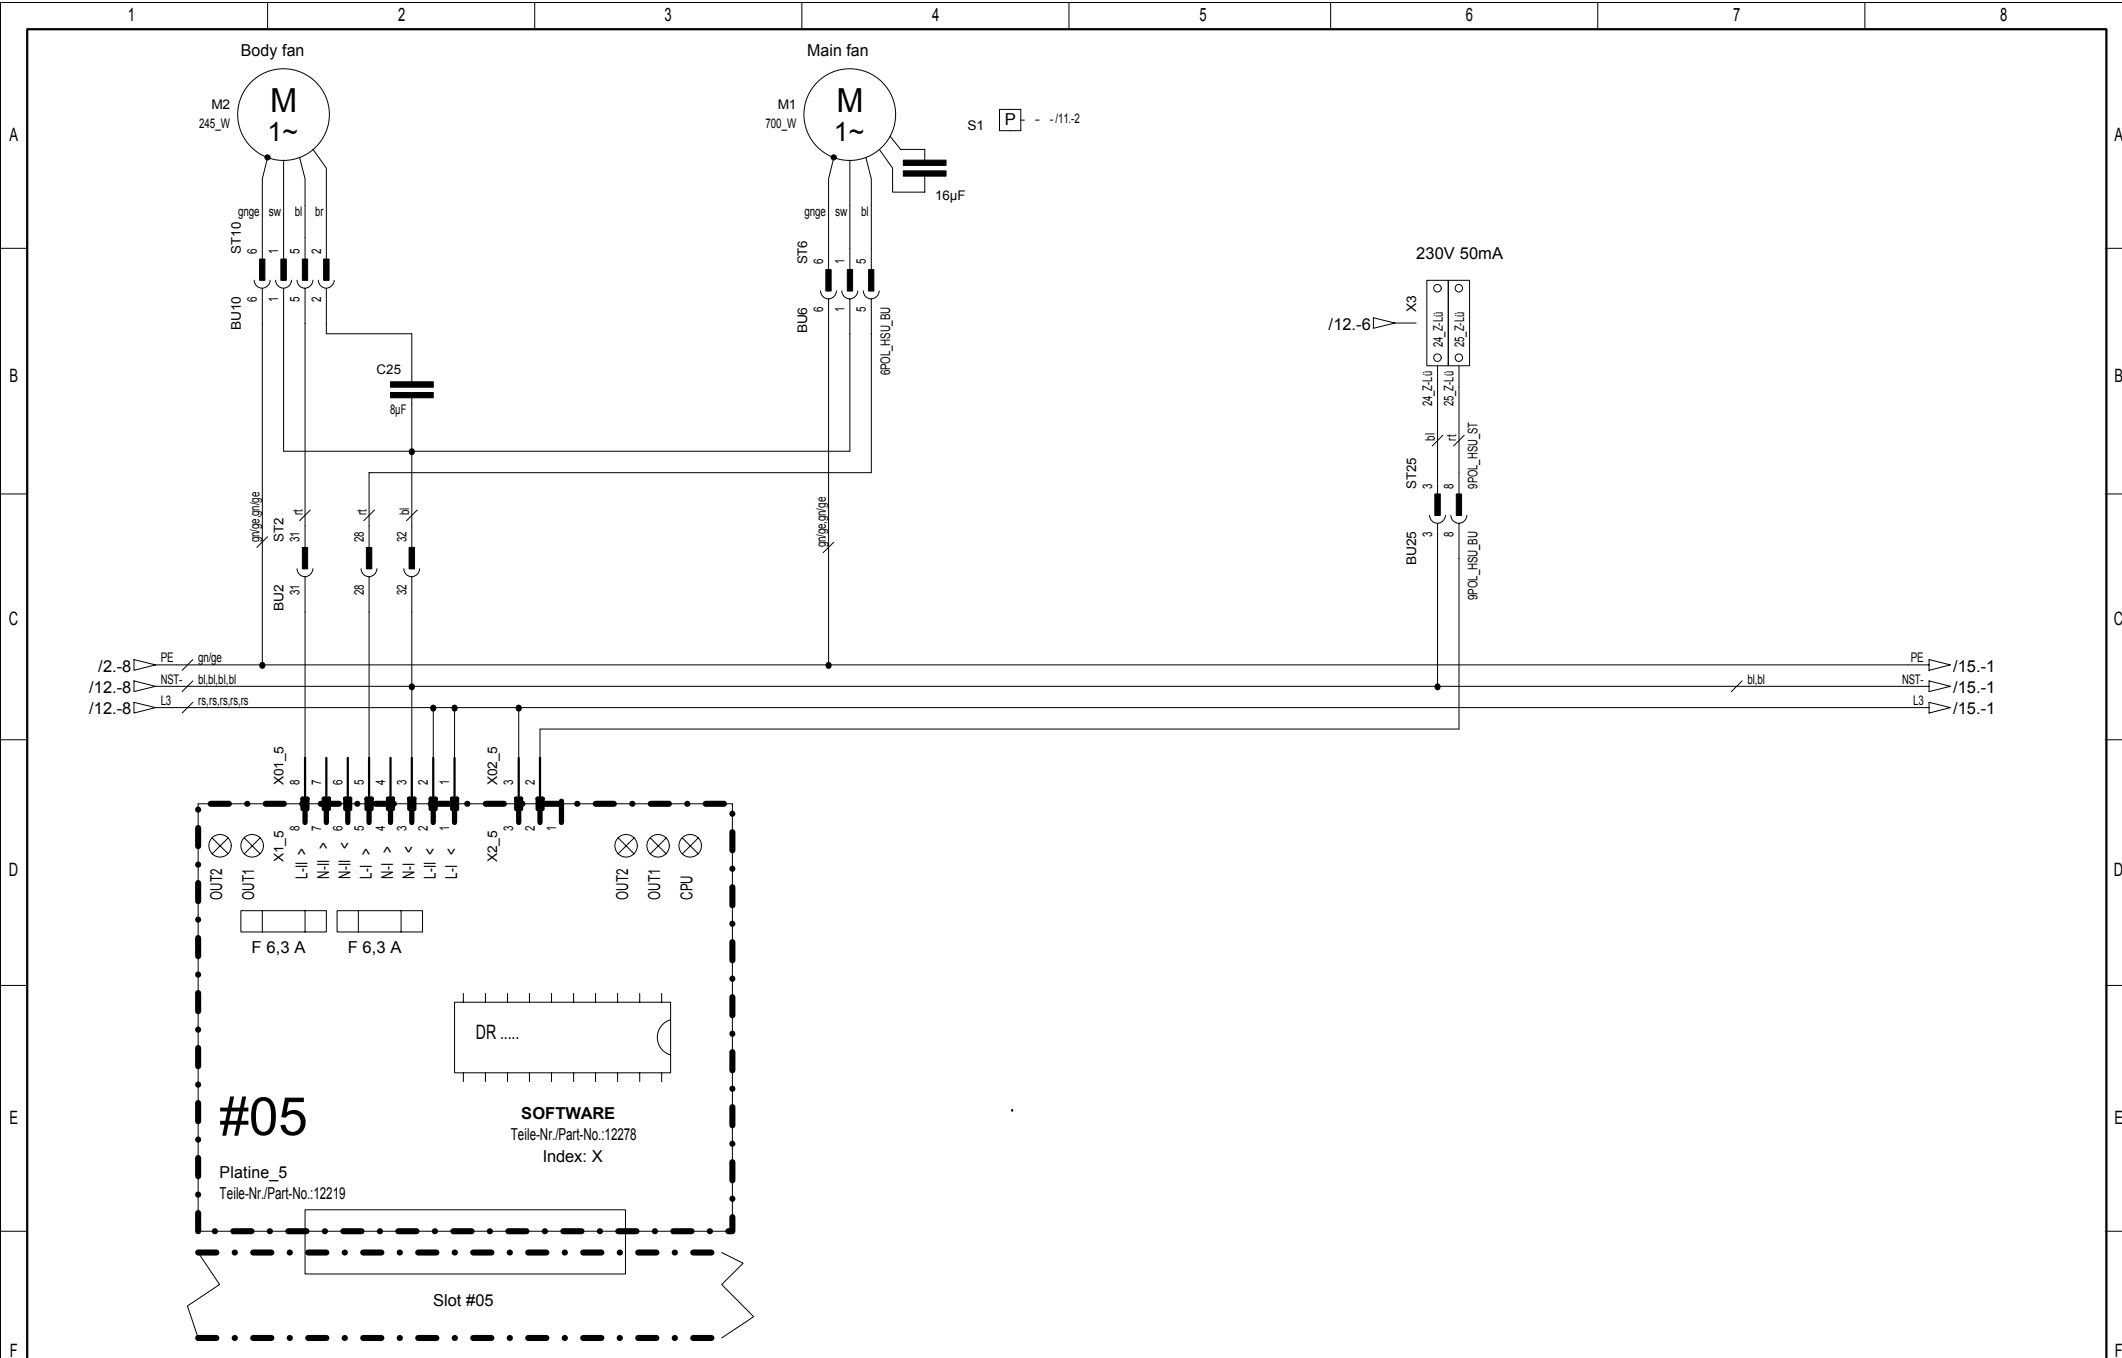 1 2 3 4 5 6 7 8
Body fan
Main fan
M2
245_W
M
1~
M1
700_W
M
1~
S1
P
/11.-2
A
A
16µF
gnge sw bl br
gnge sw bl
ST10
6 1 5 2
ST6
6 1 5
230V 50mA
BU10
6 1 5 2
BU6
6 1 5
6POL_HSU_BU
X3
/12.-6
24_Z-Lü
25_Z-Lü
B
B
C25
8µF
24_Z-Lü
25_Z-Lü
bl
rt
9POL_HSU_ST
ST25
3 8
gn/ge,gn/ge
rt
rt
bl
gn/ge,gn/ge
ST2
31 28 32
BU25
3 8
9POL_HSU_BU
BU2
31 28 32
C
C
/2.-8 PE gn/ge
PE /15.-1
/12.-8 NST- bl,bl,bl,bl
bl,bl
NST- /15.-1
/12.-8 L3 rs,rs,rs,rs,rs
L3 /15.-1
X01_5
8 7 6 5 4 3 2 1
X02_5
3 2
X1_5
8 7 6 5 4 3 2 1
X2_5
3 2 1
L-II >
N-II >
N-II <
L-I >
N-I >
N-I <
L-II <
L-I <
D
D
OUT2
OUT1
OUT2
OUT1
CPU
F 6,3 A
F 6,3 A
DR .....
#05
SOFTWARE
Teile-Nr./Part-No.:12278
Index: X
E
E
Platine_5
Teile-Nr./Part-No.:12219
Slot #05
F
F